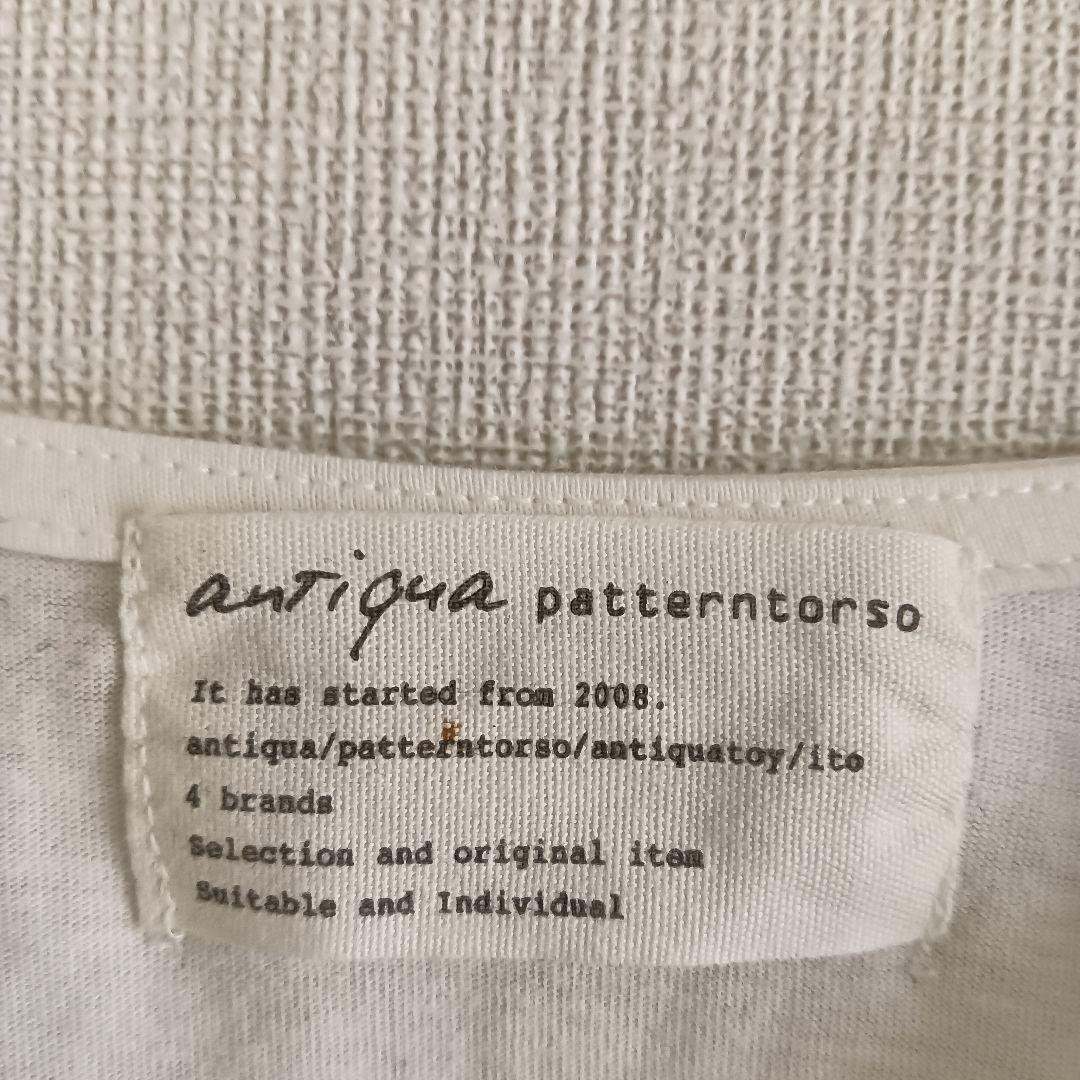 antiqua patterntorso
It has started from 2008.
antiqua/patterntorso/antiquatoy/ito
4 brands
Selection and original item
Suitable and Individual